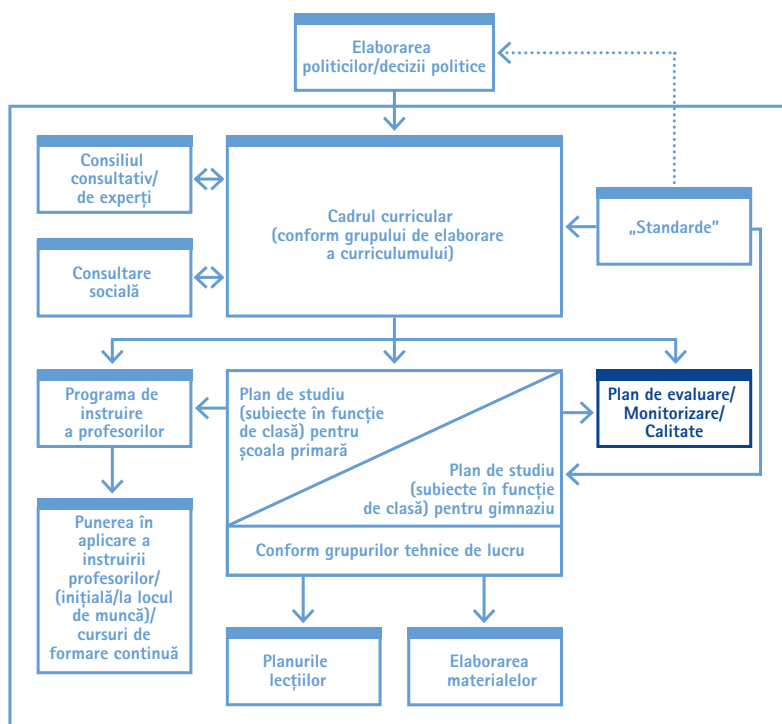 Elaborarea
politicilor/decizii politice
Consiliul
consultativ/
de experți
Cadrul curricular
(conform grupului de elaborare
a curriculumului)
„Standarde”
Consultare
socială
Programa de
instruire
a profesorilor
Plan de studiu
(subiecte în funcție
de clasă) pentru
școala primară
Plan de studiu
(subiecte în funcție
de clasă) pentru gimnaziu
Plan de evaluare/
Monitorizare/
Calitate
Conform grupurilor tehnice de lucru
Punerea în
aplicare a
instruirii
profesorilor/
(inițială/la locul
de muncă)/
cursuri de
formare continuă
Planurile
lecțiilor
Elaborarea
materialelor